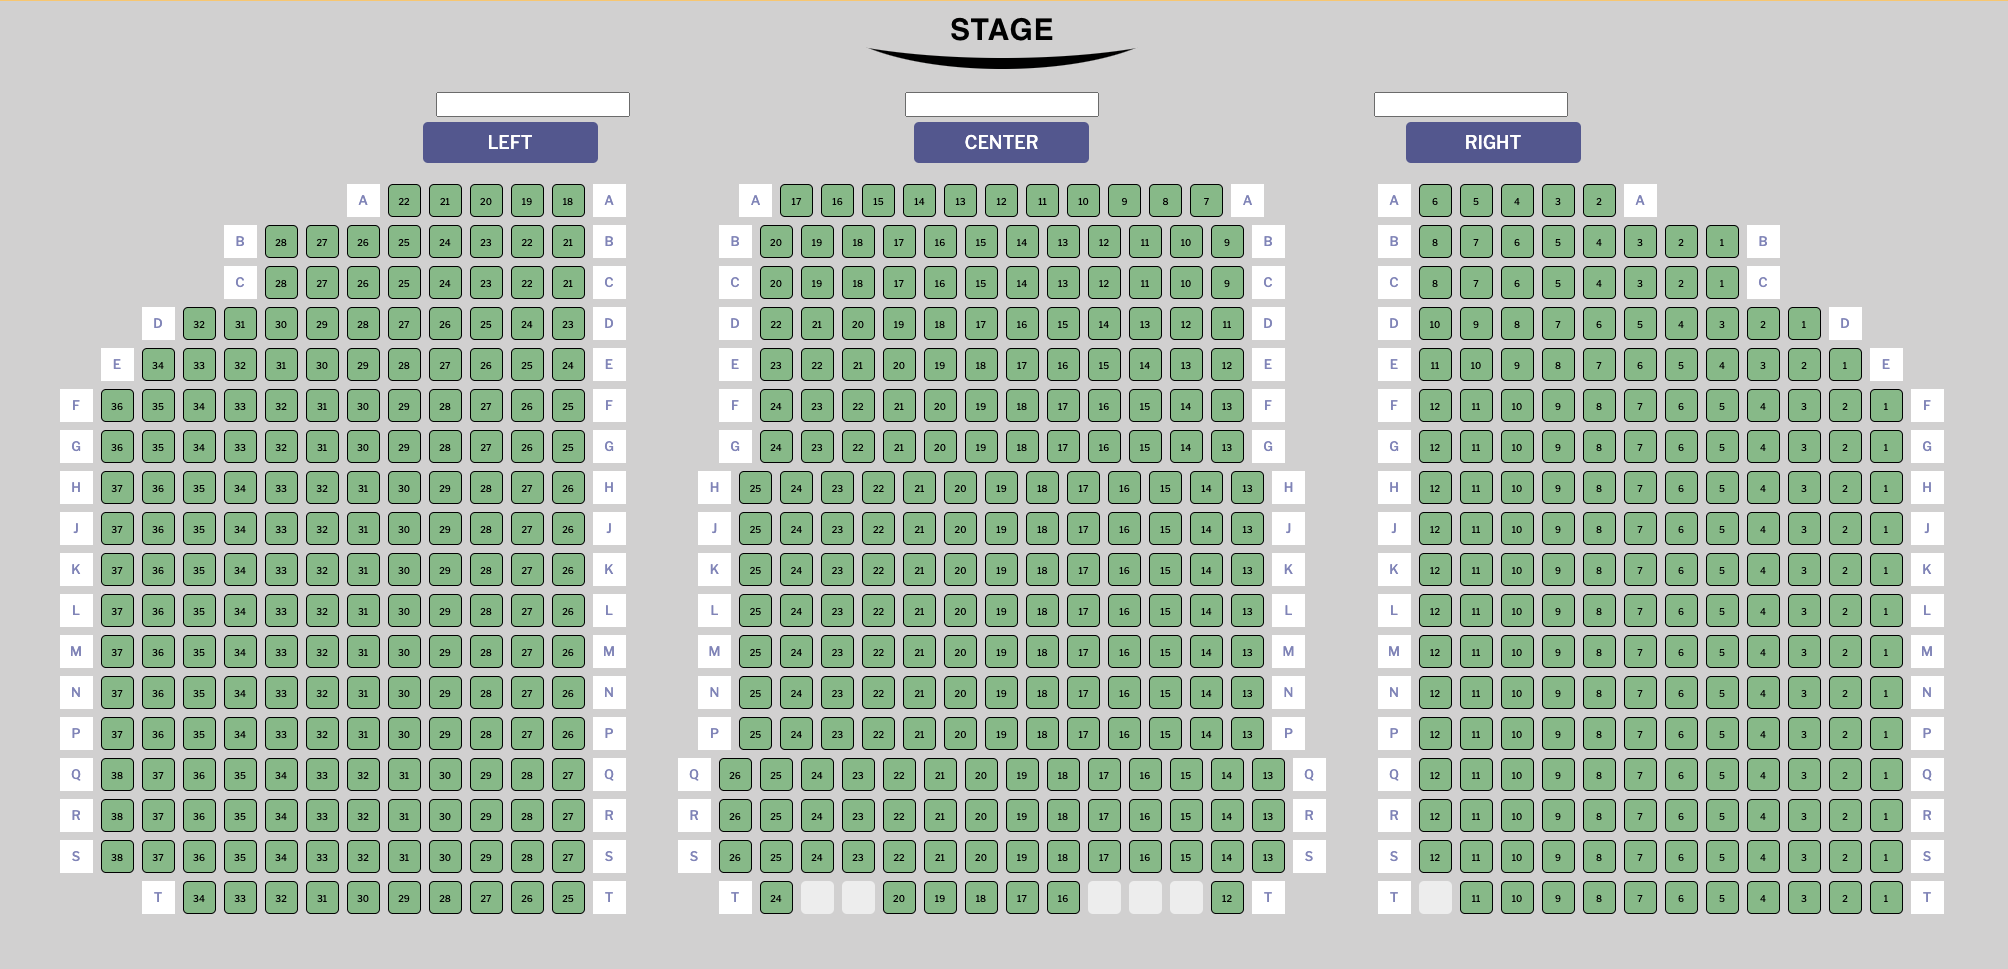 STAGE
LEFT CENTER RIGHT
A 22 21 20 19 18 A A 17 16 15 14 13 12 11 10 9 8 7 A A 6 5 4 3 2 A
B 28 27 26 25 24 23 22 21 B B 20 19 18 17 16 15 14 13 12 11 10 9 B B 8 7 6 5 4 3 2 1 B
C 28 27 26 25 24 23 22 21 C C 20 19 18 17 16 15 14 13 12 11 10 9 C C 8 7 6 5 4 3 2 1 C
D 32 31 30 29 28 27 26 25 24 23 D D 22 21 20 19 18 17 16 15 14 13 12 11 D D 10 9 8 7 6 5 4 3 2 1 D
E 34 33 32 31 30 29 28 27 26 25 24 E E 23 22 21 20 19 18 17 16 15 14 13 12 E E 11 10 9 8 7 6 5 4 3 2 1 E
F 36 35 34 33 32 31 30 29 28 27 26 25 F F 24 23 22 21 20 19 18 17 16 15 14 13 F F 12 11 10 9 8 7 6 5 4 3 2 1 F
G 36 35 34 33 32 31 30 29 28 27 26 25 G G 24 23 22 21 20 19 18 17 16 15 14 13 G G 12 11 10 9 8 7 6 5 4 3 2 1 G
H 37 36 35 34 33 32 31 30 29 28 27 26 H H 25 24 23 22 21 20 19 18 17 16 15 14 13 H H 12 11 10 9 8 7 6 5 4 3 2 1 H
J 37 36 35 34 33 32 31 30 29 28 27 26 J J 25 24 23 22 21 20 19 18 17 16 15 14 13 J J 12 11 10 9 8 7 6 5 4 3 2 1 J
K 37 36 35 34 33 32 31 30 29 28 27 26 K K 25 24 23 22 21 20 19 18 17 16 15 14 13 K K 12 11 10 9 8 7 6 5 4 3 2 1 K
L 37 36 35 34 33 32 31 30 29 28 27 26 L L 25 24 23 22 21 20 19 18 17 16 15 14 13 L L 12 11 10 9 8 7 6 5 4 3 2 1 L
M 37 36 35 34 33 32 31 30 29 28 27 26 M M 25 24 23 22 21 20 19 18 17 16 15 14 13 M M 12 11 10 9 8 7 6 5 4 3 2 1 M
N 37 36 35 34 33 32 31 30 29 28 27 26 N N 25 24 23 22 21 20 19 18 17 16 15 14 13 N N 12 11 10 9 8 7 6 5 4 3 2 1 N
P 37 36 35 34 33 32 31 30 29 28 27 26 P P 25 24 23 22 21 20 19 18 17 16 15 14 13 P P 12 11 10 9 8 7 6 5 4 3 2 1 P
Q 38 37 36 35 34 33 32 31 30 29 28 27 Q Q 26 25 24 23 22 21 20 19 18 17 16 15 14 13 Q Q 12 11 10 9 8 7 6 5 4 3 2 1 Q
R 38 37 36 35 34 33 32 31 30 29 28 27 R R 26 25 24 23 22 21 20 19 18 17 16 15 14 13 R R 12 11 10 9 8 7 6 5 4 3 2 1 R
S 38 37 36 35 34 33 32 31 30 29 28 27 S S 26 25 24 23 22 21 20 19 18 17 16 15 14 13 S S 12 11 10 9 8 7 6 5 4 3 2 1 S
T 34 33 32 31 30 29 28 27 26 25 T T 24 20 19 18 17 16 12 T T 11 10 9 8 7 6 5 4 3 2 1 T